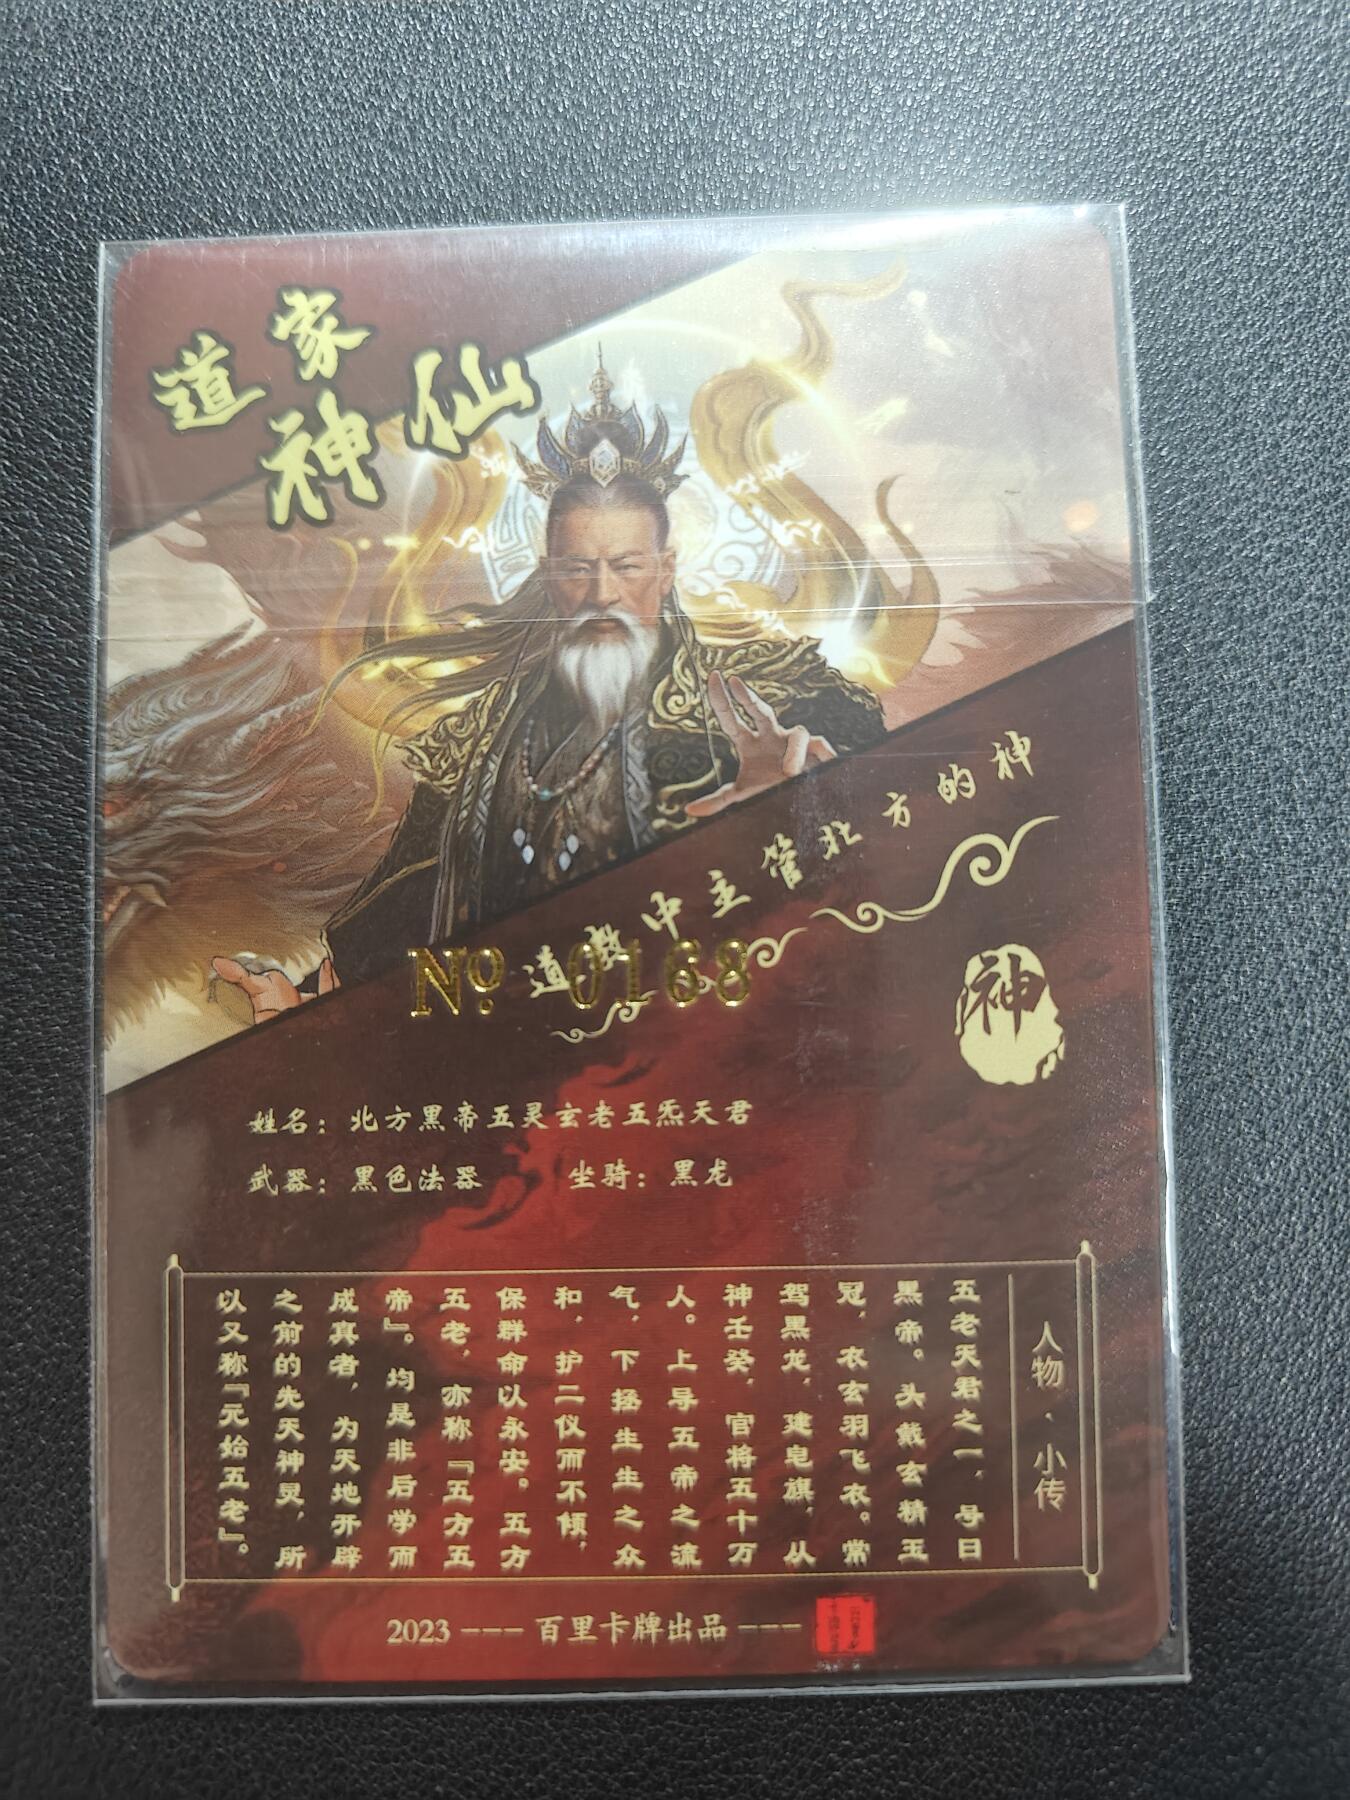 道家神仙
道教中主管北方的神
№ 0168
神
姓名：北方黑帝五灵玄老五炁天君
武器：黑色法器 坐骑：黑龙
人物·小传
五老天君之一，号曰
黑帝。头戴玄精玉
冠，衣玄羽飞衣。常
驾黑龙，建皂旗，从
神壬癸，官将五十万
人。上导五帝之流
气，下拯生生之众
和，护二仪而不倾，
保群命以永安。五方
五老，亦称『五方五
帝』。均是非后学而
成真者，为天地开辟
之前的先天神灵，所
以又称『元始五老』。
2023 --- 百里卡牌出品 ---